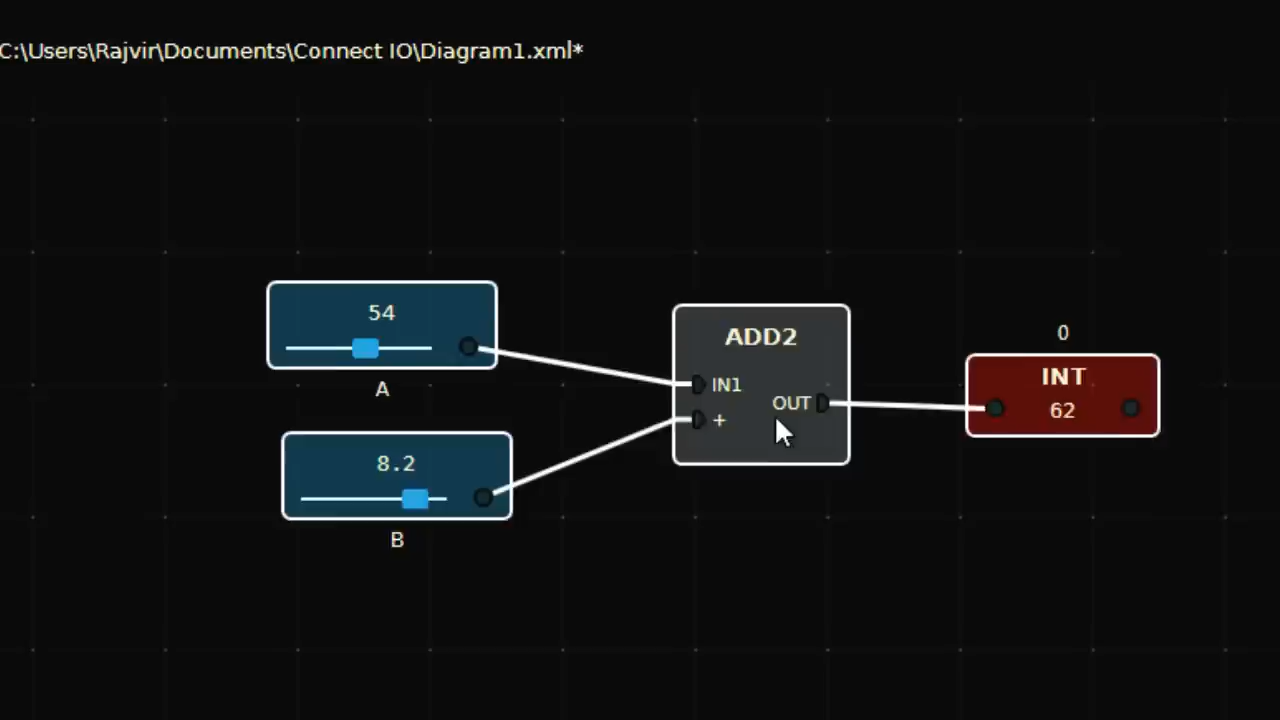 C:\Users\Rajvir\Documents\Connect IO\Diagram1.xml*
54
A
8.2
B
ADD2
IN1
OUT
+
0
INT
62